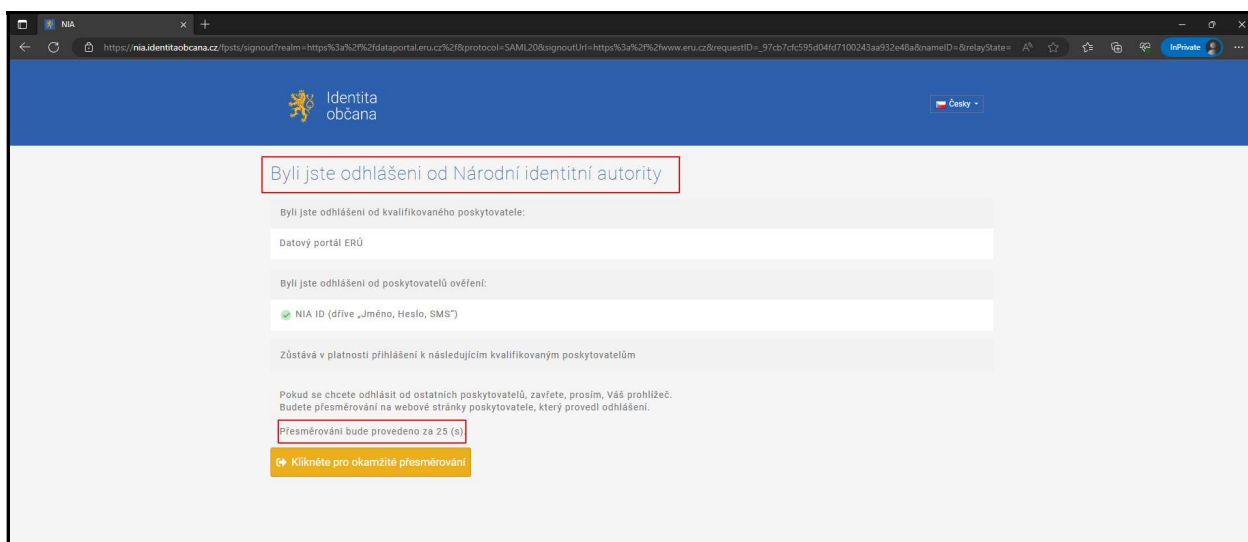 NIA
https://nia.identitaobcana.cz/fpsts/signout?realm=https%3a%2f%2fdataportal.eru.cz%2f&protocol=SAML20&signoutUrl=https%3a%2f%2fwww.eru.cz&requestID=_97cb7cfc595d04fd7100243aa932e48a&nameID=&relayState=
InPrivate
Identita
občana
Česky
Byli jste odhlášeni od Národní identitní autority
Byli jste odhlášeni od kvalifikovaného poskytovatele:
Datový portál ERÚ
Byli jste odhlášeni od poskytovatelů ověření:
NIA ID (dříve „Jméno, Heslo, SMS“)
Zůstává v platnosti přihlášení k následujícím kvalifikovaným poskytovatelům
Pokud se chcete odhlásit od ostatních poskytovatelů, zavřete, prosím, Váš prohlížeč.
Budete přesměrování na webové stránky poskytovatele, který provedl odhlášení.
Přesměrování bude provedeno za 25 (s).
Klikněte pro okamžité přesměrování